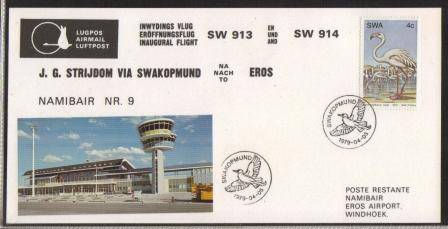 LUGPOS
AIRMAIL
LUFTPOST
INWYDINGS VLUG
ERÖFFNUNGSFLUG
INAUGURAL FLIGHT
SW 913
EN
UND
AND
SW 914
J. G. STRIJDOM VIA SWAKOPMUND
NA
NACH
TO
EROS
NAMIBAIR NR. 9
SWA
4c
SWAKOPMUND
1979-04-05
SWAKOPMUND
1979-04-05
POSTE RESTANTE
NAMIBAIR
EROS AIRPORT,
WINDHOEK.